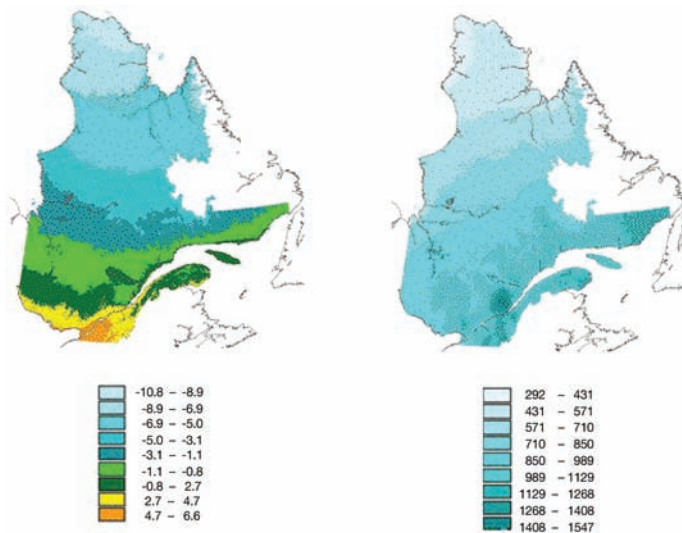 -10.8 – -8.9
-8.9 – -6.9
-6.9 – -5.0
-5.0 – -3.1
-3.1 – -1.1
-1.1 – -0.8
-0.8 – 2.7
2.7 – 4.7
4.7 – 6.6
292 – 431
431 – 571
571 – 710
710 – 850
850 – 989
989 – 1129
1129 – 1268
1268 – 1408
1408 – 1547